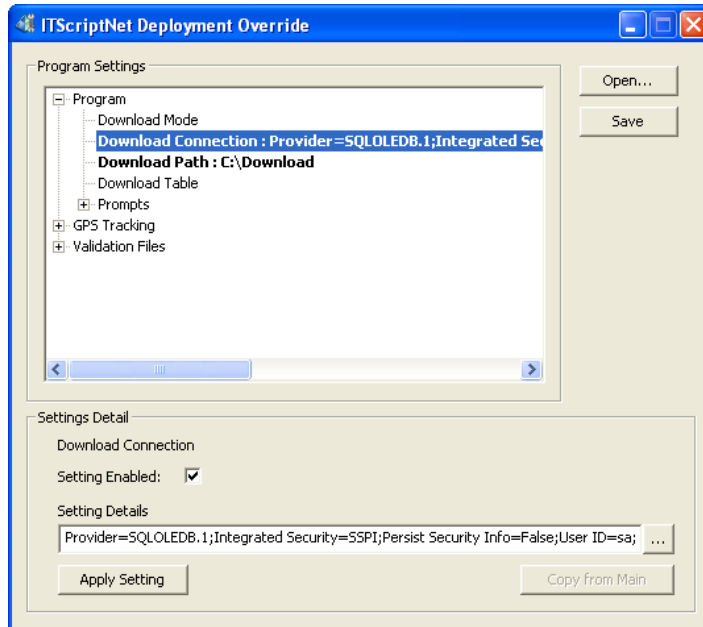 ITScriptNet Deployment Override
Program Settings
Open...
Save
Program
Download Mode
Download Connection : Provider=SQLOLEDB.1;Integrated Sec
Download Path : C:\Download
Download Table
Prompts
GPS Tracking
Validation Files
Settings Detail
Download Connection
Setting Enabled:
Setting Details
Provider=SQLOLEDB.1;Integrated Security=SSPI;Persist Security Info=False;User ID=sa;
...
Apply Setting
Copy from Main